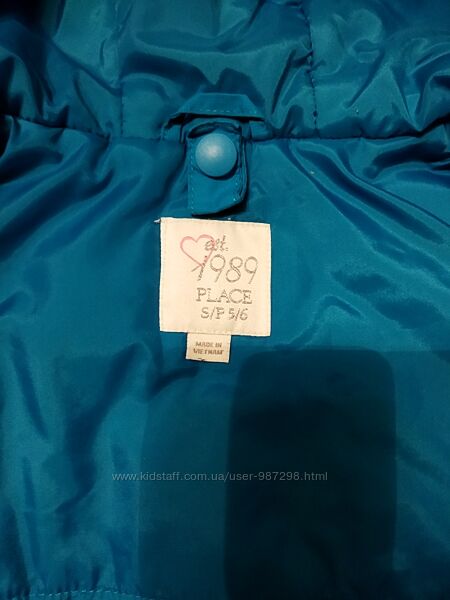 est.
1989
PLACE
S/P 5/6
MADE IN
VIETNAM
www.kidstaff.com.ua/user-987298.html